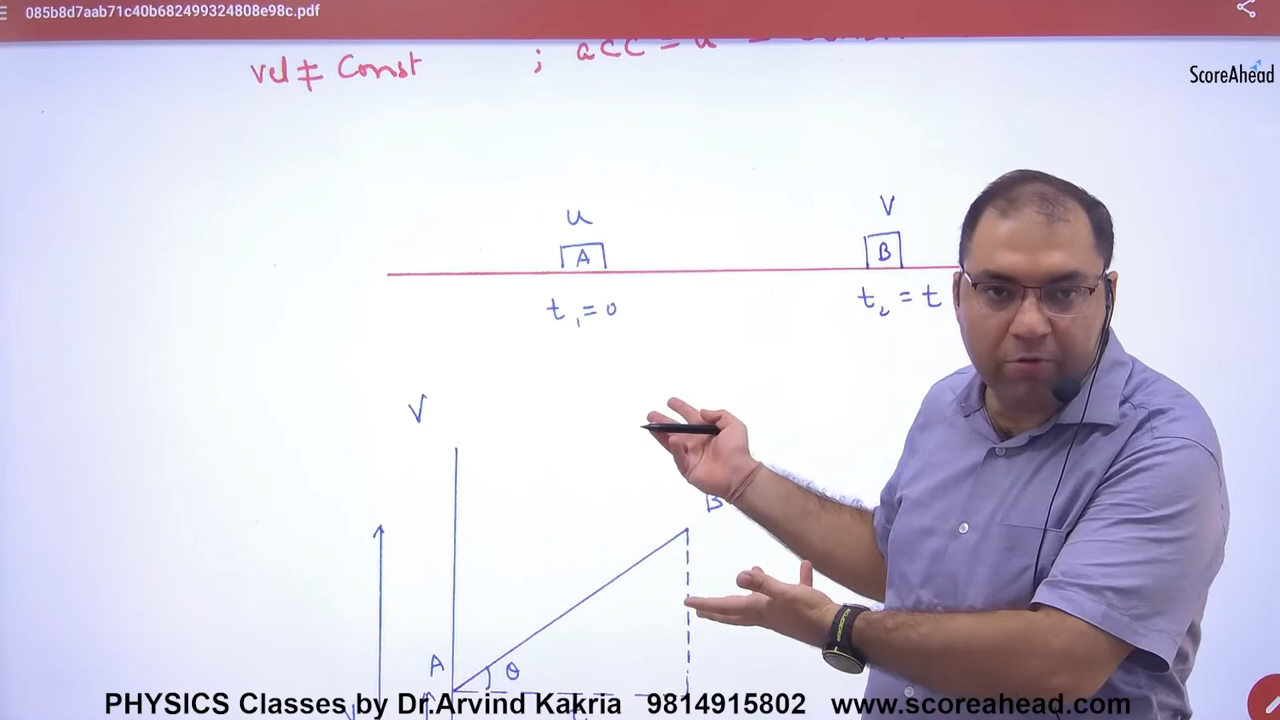 085b8d7aab71c40b682499324808e98c.pdf
; acc = a =
vel ≠ Const
ScoreAhead
u
V
A
B
t₁ = 0
t₂ = t
V
B
A
θ
PHYSICS Classes by Dr.Arvind Kakria 9814915802 www.scoreahead.com